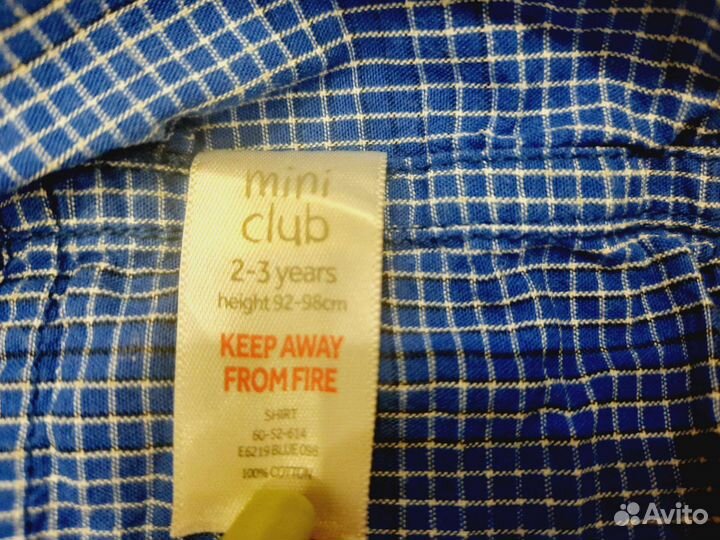 mini
club
2-3 years
height 92-98cm
KEEP AWAY
FROM FIRE
SHIRT
60-52-614
E6219 BLUE 098
100% COTTON
Avito